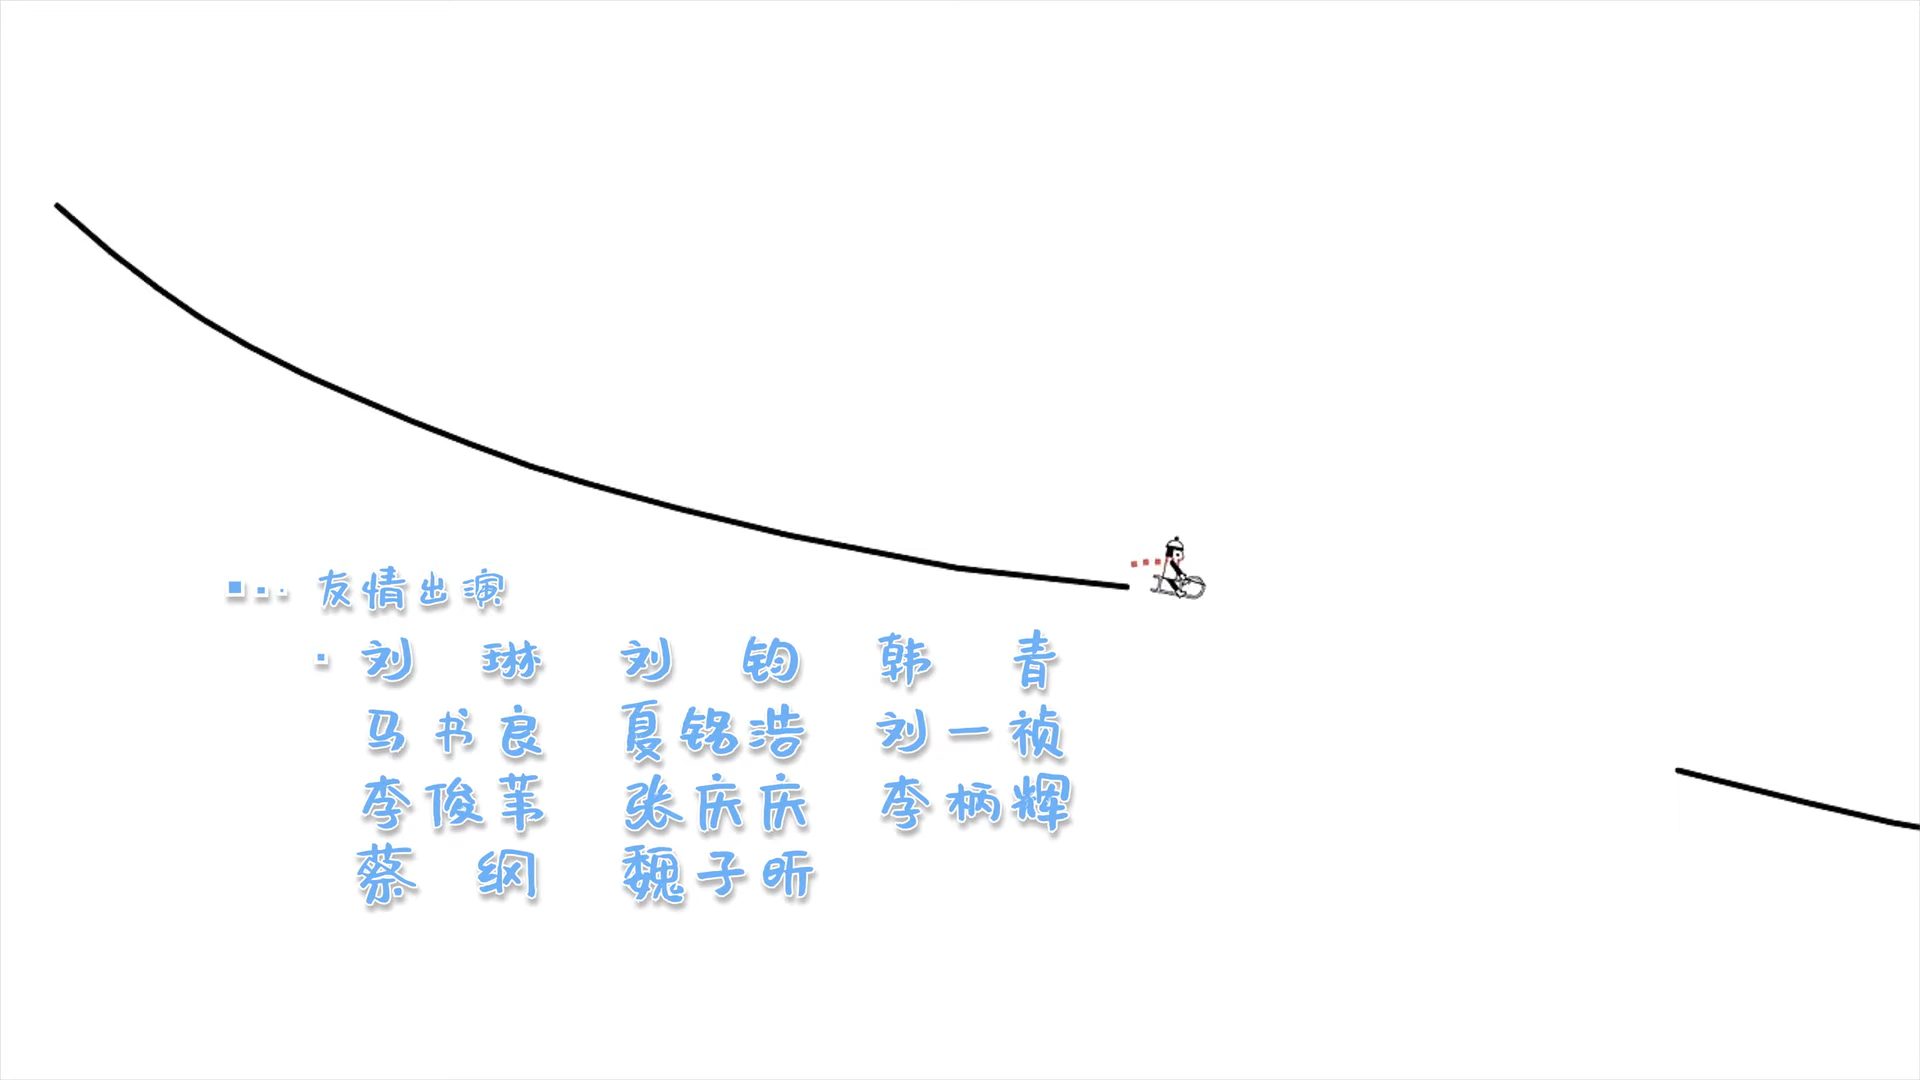 友情出演
刘琳 刘钧 韩青
马书良 夏铭浩 刘一祯
李俊苇 张庆庆 李柄辉
蔡纲 魏子昕